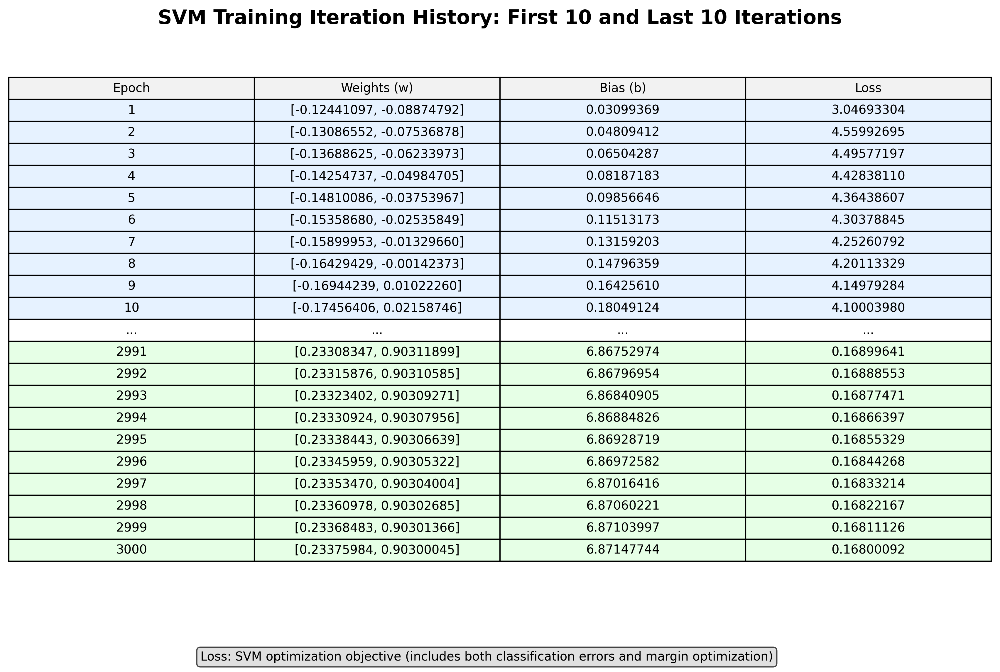 SVM Training Iteration History: First 10 and Last 10 Iterations
Epoch Weights (w) Bias (b) Loss
1 [-0.12441097, -0.08874792] 0.03099369 3.04693304
2 [-0.13086552, -0.07536878] 0.04809412 4.55992695
3 [-0.13688625, -0.06233973] 0.06504287 4.49577197
4 [-0.14254737, -0.04984705] 0.08187183 4.42838110
5 [-0.14810086, -0.03753967] 0.09856646 4.36438607
6 [-0.15358680, -0.02535849] 0.11513173 4.30378845
7 [-0.15899953, -0.01329660] 0.13159203 4.25260792
8 [-0.16429429, -0.00142373] 0.14796359 4.20113329
9 [-0.16944239, 0.01022260] 0.16425610 4.14979284
10 [-0.17456406, 0.02158746] 0.18049124 4.10003980
... ... ... ...
2991 [0.23308347, 0.90311899] 6.86752974 0.16899641
2992 [0.23315876, 0.90310585] 6.86796954 0.16888553
2993 [0.23323402, 0.90309271] 6.86840905 0.16877471
2994 [0.23330924, 0.90307956] 6.86884826 0.16866397
2995 [0.23338443, 0.90306639] 6.86928719 0.16855329
2996 [0.23345959, 0.90305322] 6.86972582 0.16844268
2997 [0.23353470, 0.90304004] 6.87016416 0.16833214
2998 [0.23360978, 0.90302685] 6.87060221 0.16822167
2999 [0.23368483, 0.90301366] 6.87103997 0.16811126
3000 [0.23375984, 0.90300045] 6.87147744 0.16800092
Loss: SVM optimization objective (includes both classification errors and margin optimization)